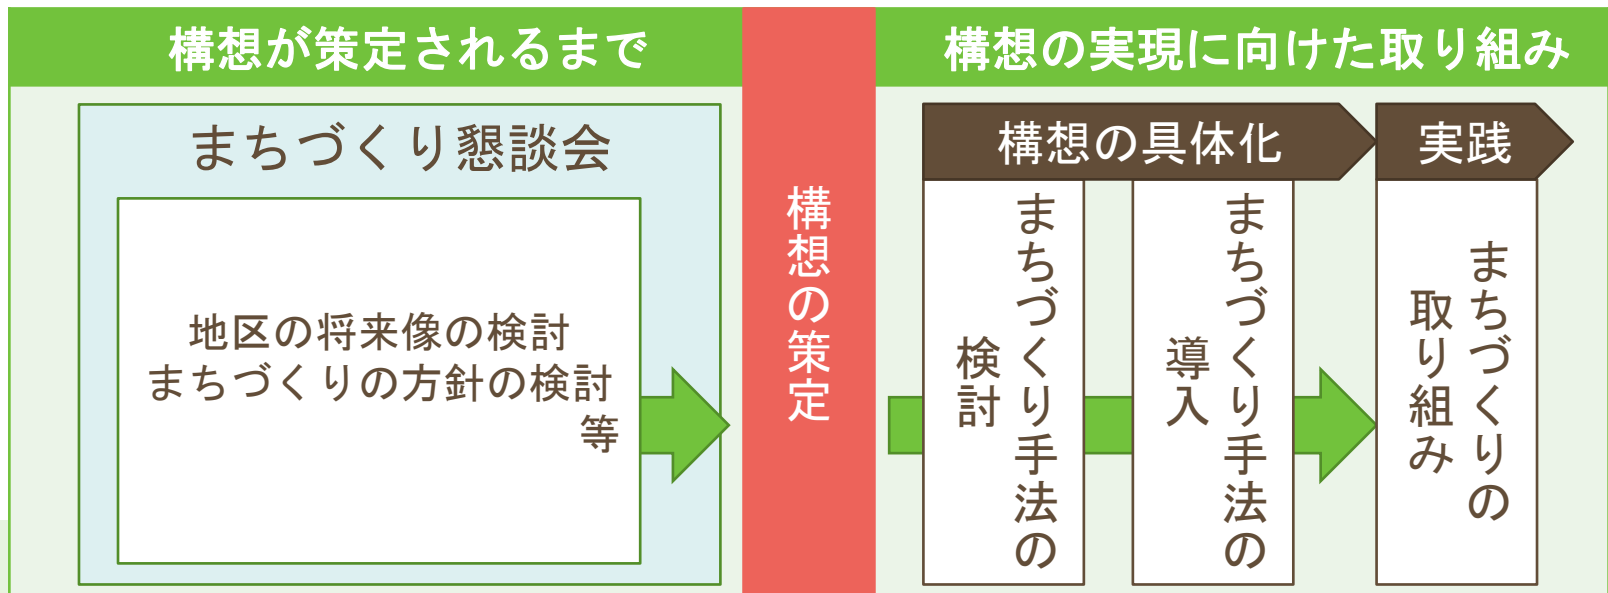 構想が策定されるまで
まちづくり懇談会
地区の将来像の検討
まちづくりの方針の検討
等
構想の策定
構想の実現に向けた取り組み
構想の具体化
まちづくり手法の
検討
まちづくり手法の
導入
実践
まちづくりの
取り組み